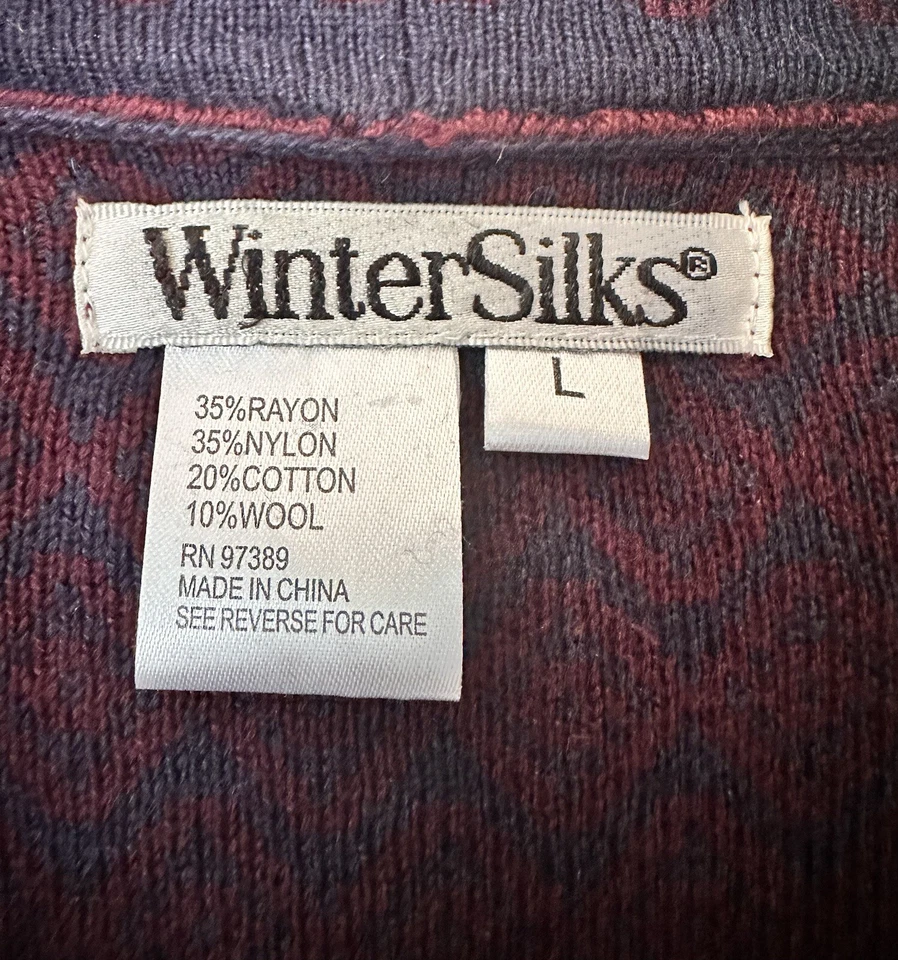 WinterSilks®
L
35%RAYON
35%NYLON
20%COTTON
10%WOOL
RN 97389
MADE IN CHINA
SEE REVERSE FOR CARE